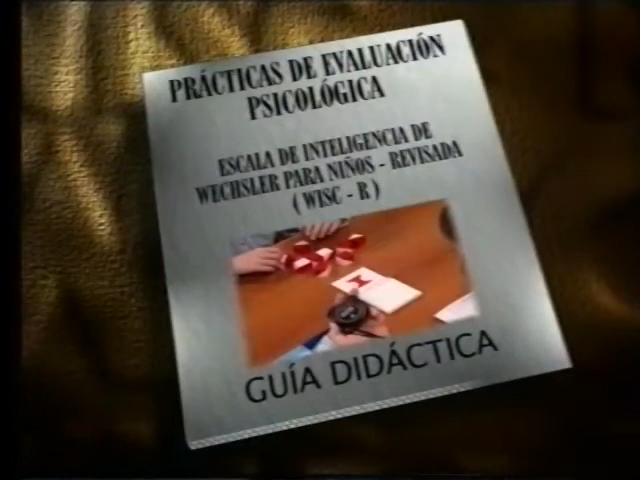 PRÁCTICAS DE EVALUACIÓN
PSICOLÓGICA
ESCALA DE INTELIGENCIA DE
WECHSLER PARA NIÑOS - REVISADA
( WISC - R )
GUÍA DIDÁCTICA